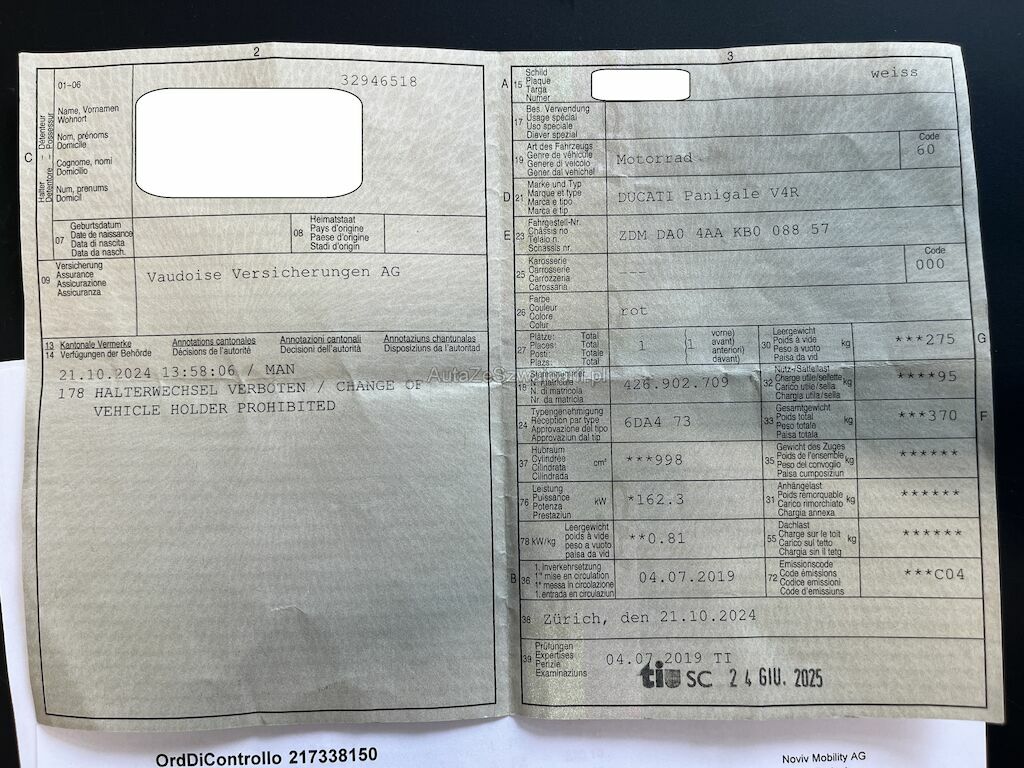 2
01-06
32946518
C
Halter Détenteur
Detentore Possessur
Name, Vornamen
Wohnort
Nom, prénoms
Domicile
Cognome, nomi
Domicilio
Num, prenums
Domicil
07
Geburtsdatum
Date de naissance
Data di nascita
Data da nasch.
08
Heimatstaat
Pays d'origine
Paese d'origine
Stadi d'origin
09
Versicherung
Assurance
Assicurazione
Assicuranza
Vaudoise Versicherungen AG
13 Kantonale Vermerke
14 Verfügungen der Behörde
Annotations cantonales
Décisions de l'autorité
Annotazioni cantonali
Decisioni dell'autorità
Annotaziuns chantunalas
Disposiziuns da l'autoritad
21.10.2024 13:58:06 / MAN
178 HALTERWECHSEL VERBOTEN / CHANGE OF
VEHICLE HOLDER PROHIBITED
3
A 15
Schild
Plaque
Targa
Numer
weiss
17
Bes. Verwendung
Usage spécial
Uso speciale
Diever spezial
19
Art des Fahrzeugs
Genre de véhicule
Genere di veicolo
Gener dal vehichel
Motorrad
Code
60
D 21
Marke und Typ
Marque et type
Marca e tipo
Marca e tip
DUCATI Panigale V4R
E 23
Fahrgestell-Nr.
Châssis no
Telaio n.
Schassis nr.
ZDM DA0 4AA KB0 088 57
25
Karosserie
Carrosserie
Carrozzeria
Carossaria
---
Code
000
26
Farbe
Couleur
Colore
Colur
rot
27
Plätze: Total
Places: Total
Posti: Totale
Plazs: Total
1
(1
vorne)
avant)
anteriori)
davant)
30
Leergewicht
Poids à vide
Peso a vuoto
Paisa da vid
kg
***275
G
18
Stammnummer
N. matricule
N. di matricola
Nr. da matricla
426.902.709
32
Nutz-/Sattellast
Charge utile/sellette
Carico utile/sella
Chargia utila/sella
kg
****95
24
Typengenehmigung
Réception par type
Approvazione del tipo
Approvaziun dal tip
6DA4 73
33
Gesamtgewicht
Poids total
Peso totale
Paisa totala
kg
***370
F
37
Hubraum
Cylindrée
Cilindrata
Cilindrada
cm³
***998
35
Gewicht des Zuges
Poids de l'ensemble
Peso del convoglio
Paisa cumposiziun
kg
******
76
Leistung
Puissance
Potenza
Prestaziun
kW
*162.3
31
Anhängelast
Poids remorquable
Carico rimorchiato
Chargia annexa
kg
******
78 kW/kg
Leergewicht
poids à vide
peso a vuoto
paisa da vid
**0.81
55
Dachlast
Charge sur le toit
Carico sul tetto
Chargia sin il tetg
kg
******
B 36
1. Inverkehrsetzung
1re mise en circulation
1a messa in circolazione
1. entrada en circulaziun
04.07.2019
72
Emissionscode
Code émissions
Codice emissioni
Code d'emissiuns
***C04
38 Zürich, den 21.10.2024
39
Prüfungen
Expertises
Perizie
Examinaziuns
04.07.2019 TI
ti SC 24 GIU. 2025
AutaZeSzwajcarii.pl
OrdDiControllo 217338150
Noviv Mobility AG